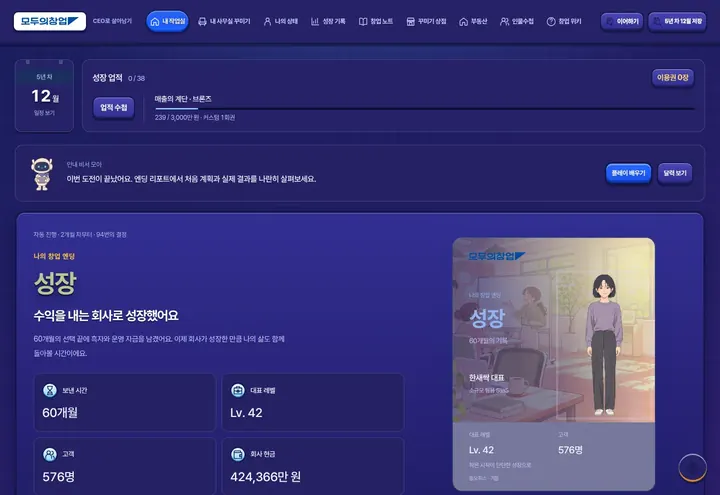 모두의창업
CEO로 살아남기
내 작업실
내 사무실 꾸미기
나의 상태
성장 기록
창업 노트
꾸미기 상점
부동산
인물수첩
창업 위키
이어하기
5년 차 12월 저장
5년 차
12월
일정 보기
성장 업적 0 / 38
이용권 0장
업적 수첩
매출의 계단 · 브론즈
239 / 3,000만 원 · 커스텀 1회권
안내 비서 모아
이번 도전이 끝났어요. 엔딩 리포트에서 처음 계획과 실제 결과를 나란히 살펴보세요.
플레이 배우기
달력 보기
자동 진행 · 2개월 차부터 · 94번의 결정
나의 창업 엔딩
성장
수익을 내는 회사로 성장했어요
60개월의 선택 끝에 흑자와 운영 자금을 남겼어요. 이제 회사가 성장한 만큼 나의 삶도 함께
돌아볼 시간이에요.
보낸 시간
60개월
대표 레벨
Lv. 42
고객
576명
회사 현금
424,366만 원
모두의창업
나의 창업 엔딩
성장
60개월의 기록
한새싹 대표
대표 레벨
Lv. 42
고객
576명